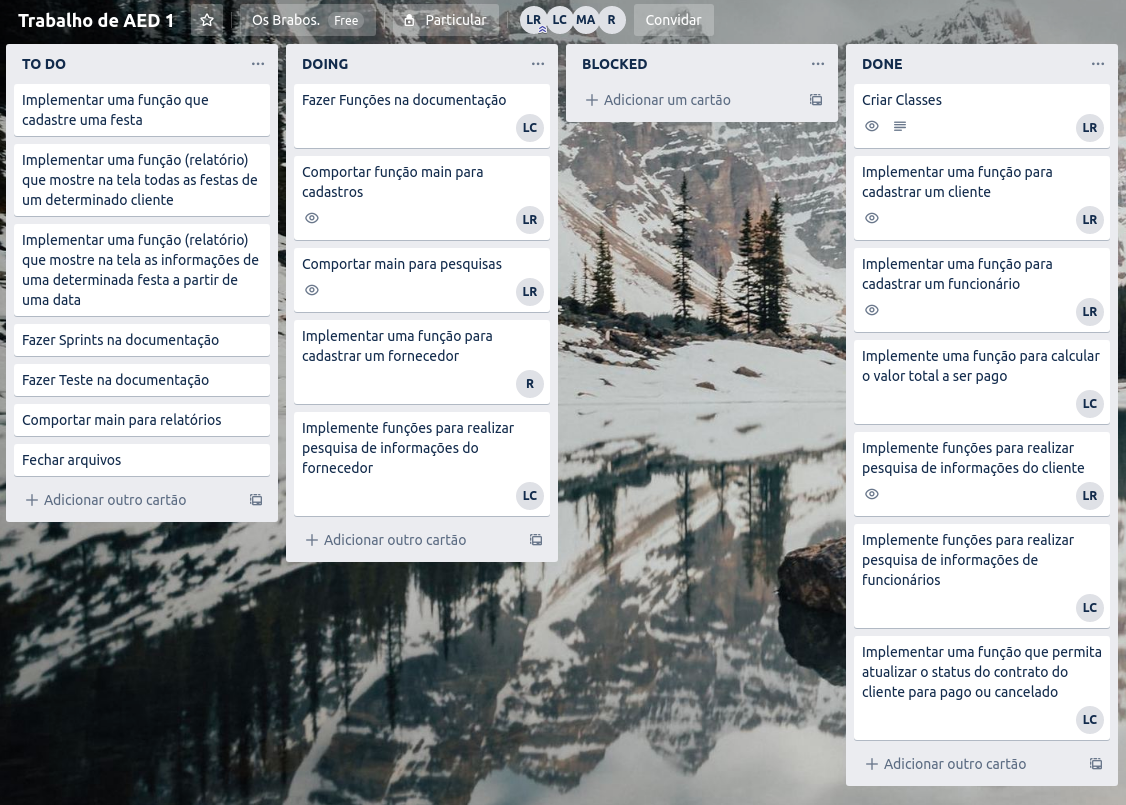 Trabalho de AED 1
Os Brabos. Free
Particular
LR LC MA R
Convidar
TO DO
Implementar uma função que
cadastre uma festa
Implementar uma função (relatório)
que mostre na tela todas as festas de
um determinado cliente
Implementar uma função (relatório)
que mostre na tela as informações de
uma determinada festa a partir de
uma data
Fazer Sprints na documentação
Fazer Teste na documentação
Comportar main para relatórios
Fechar arquivos
Adicionar outro cartão
DOING
Fazer Funções na documentação
LC
Comportar função main para
cadastros
LR
Comportar main para pesquisas
LR
Implementar uma função para
cadastrar um fornecedor
R
Implemente funções para realizar
pesquisa de informações do
fornecedor
LC
Adicionar outro cartão
BLOCKED
Adicionar um cartão
DONE
Criar Classes
LR
Implementar uma função para
cadastrar um cliente
LR
Implementar uma função para
cadastrar um funcionário
LR
Implemente uma função para calcular
o valor total a ser pago
LC
Implemente funções para realizar
pesquisa de informações do cliente
LR
Implemente funções para realizar
pesquisa de informações de
funcionários
LC
Implementar uma função que permita
atualizar o status do contrato do
cliente para pago ou cancelado
LC
Adicionar outro cartão